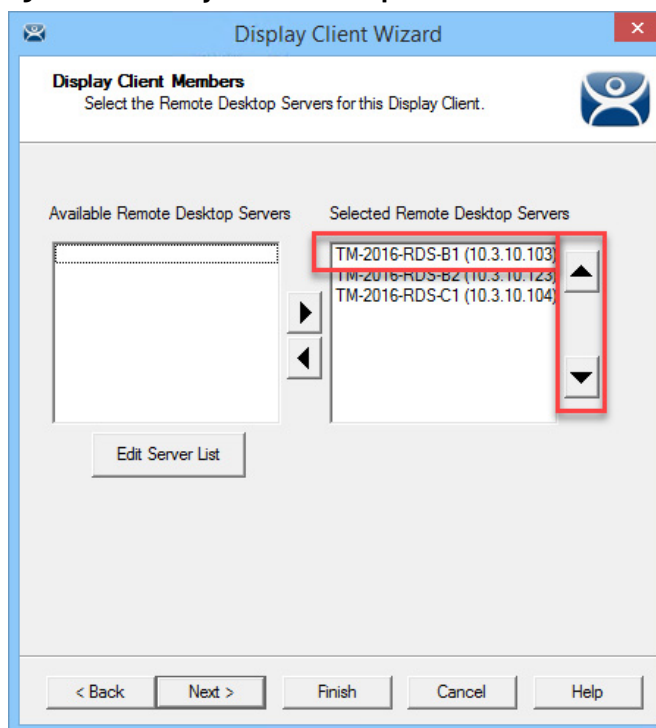 Display Client Wizard
Display Client Members
Select the Remote Desktop Servers for this Display Client.
Available Remote Desktop Servers
Selected Remote Desktop Servers
TM-2016-RDS-B1 (10.3.10.103)
TM-2016-RDS-B2 (10.3.10.123)
TM-2016-RDS-C1 (10.3.10.104)
Edit Server List
< Back
Next >
Finish
Cancel
Help